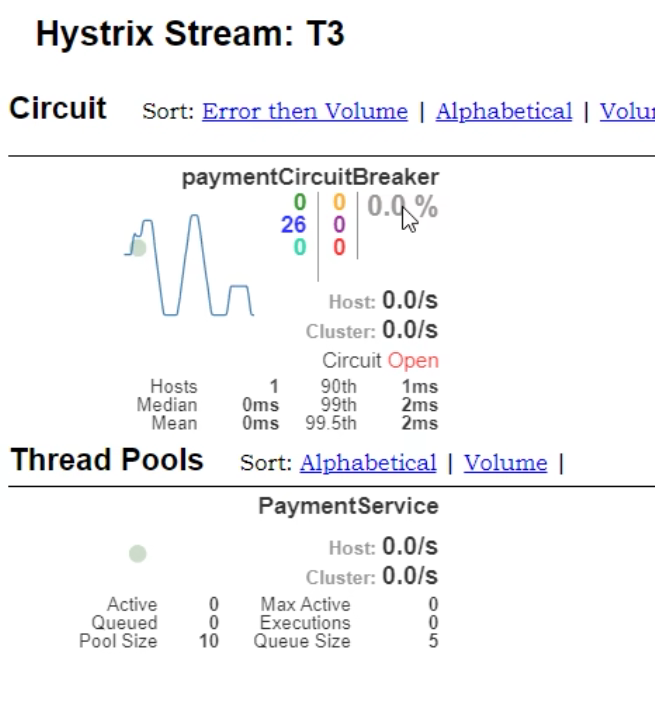 Hystrix Stream: T3
Circuit Sort: Error then Volume | Alphabetical | Volu
paymentCircuitBreaker
0 0 0.0 %
26 0
0 0
Host: 0.0/s
Cluster: 0.0/s
Circuit Open
Hosts 1 90th 1ms
Median 0ms 99th 2ms
Mean 0ms 99.5th 2ms
Thread Pools Sort: Alphabetical | Volume |
PaymentService
Host: 0.0/s
Cluster: 0.0/s
Active 0 Max Active 0
Queued 0 Executions 0
Pool Size 10 Queue Size 5